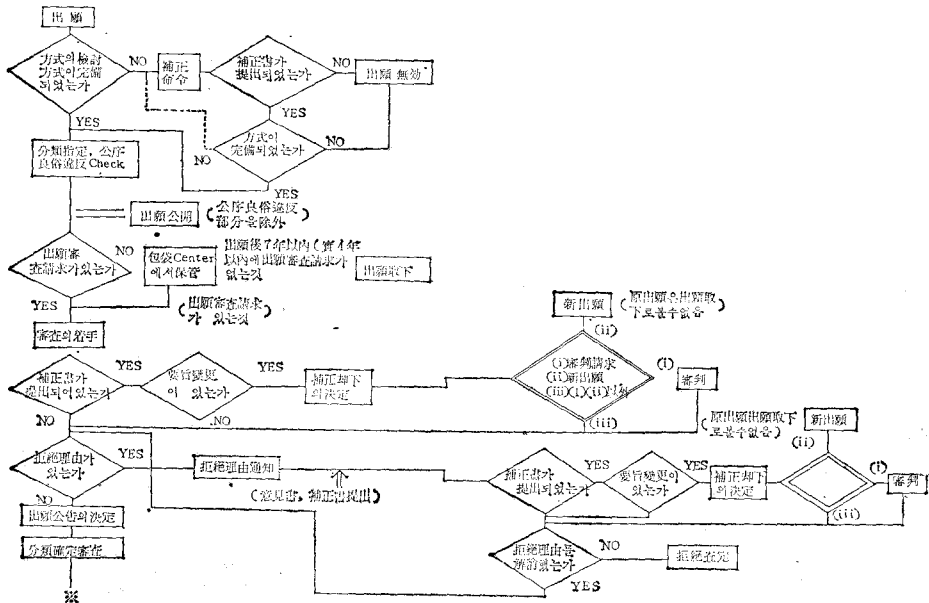 出願
方式의檢討
方式이完備
되었는가
NO
補正
命令
補正書가
提出되었는가
NO
出願 無効
YES
YES
方式이
完備되었는가
NO
NO
YES
分類指定, 公序
良俗違反Check
出願公開
(公序良俗違反
部分을除外)
出願審
査請求가있는가
NO
包袋Center
에서保管
出願後7年以內(實4年
以內에出願審査請求가
없는것
出願取下
YES
(出願審査請求
가 있는것)
審査의着手
補正書가
提出되어있는가
YES
要旨變更
이 있는가
YES
補正却下
의決定
新出願
(原出願은出願取
下로볼수없음)
(ii)
(i)審判請求
(ii)新出願
(iii)(i)(ii)以外
(i)
審判
(iii)
NO
NO
拒絶理由가
있는가
YES
拒絶理由通知
(意見書, 補正書提出)
補正書가
提出되었는가
YES
要旨變更이
있는가
YES
補正却下
의決定
(原出願出願取下
로볼수없음)
新出願
(ii)
(i)
審判
(iii)
NO
出願公告의決定
分類確定審査
※
拒絶理由를
解消했는가
NO
拒絶査定
YES